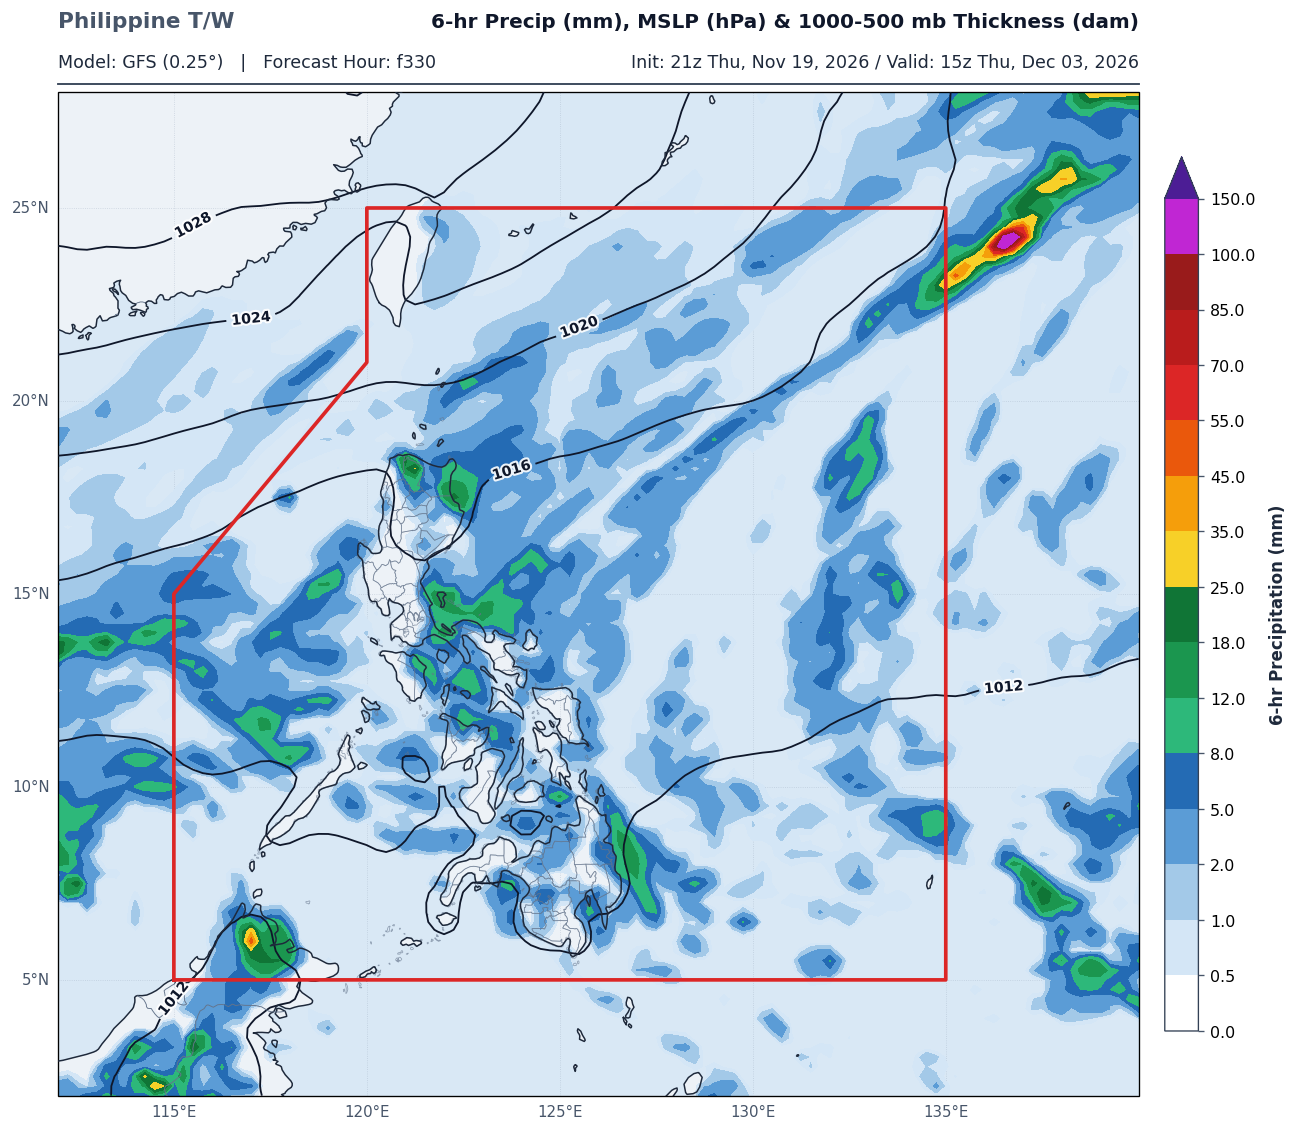 Philippine T/W
6-hr Precip (mm), MSLP (hPa) & 1000-500 mb Thickness (dam)
Model: GFS (0.25°) | Forecast Hour: f330
Init: 21z Thu, Nov 19, 2026 / Valid: 15z Thu, Dec 03, 2026
25°N
20°N
15°N
10°N
5°N
115°E
120°E
125°E
130°E
135°E
1028
1024
1020
1016
1012
1012
150.0
100.0
85.0
70.0
55.0
45.0
35.0
25.0
18.0
12.0
8.0
5.0
2.0
1.0
0.5
0.0
6-hr Precipitation (mm)